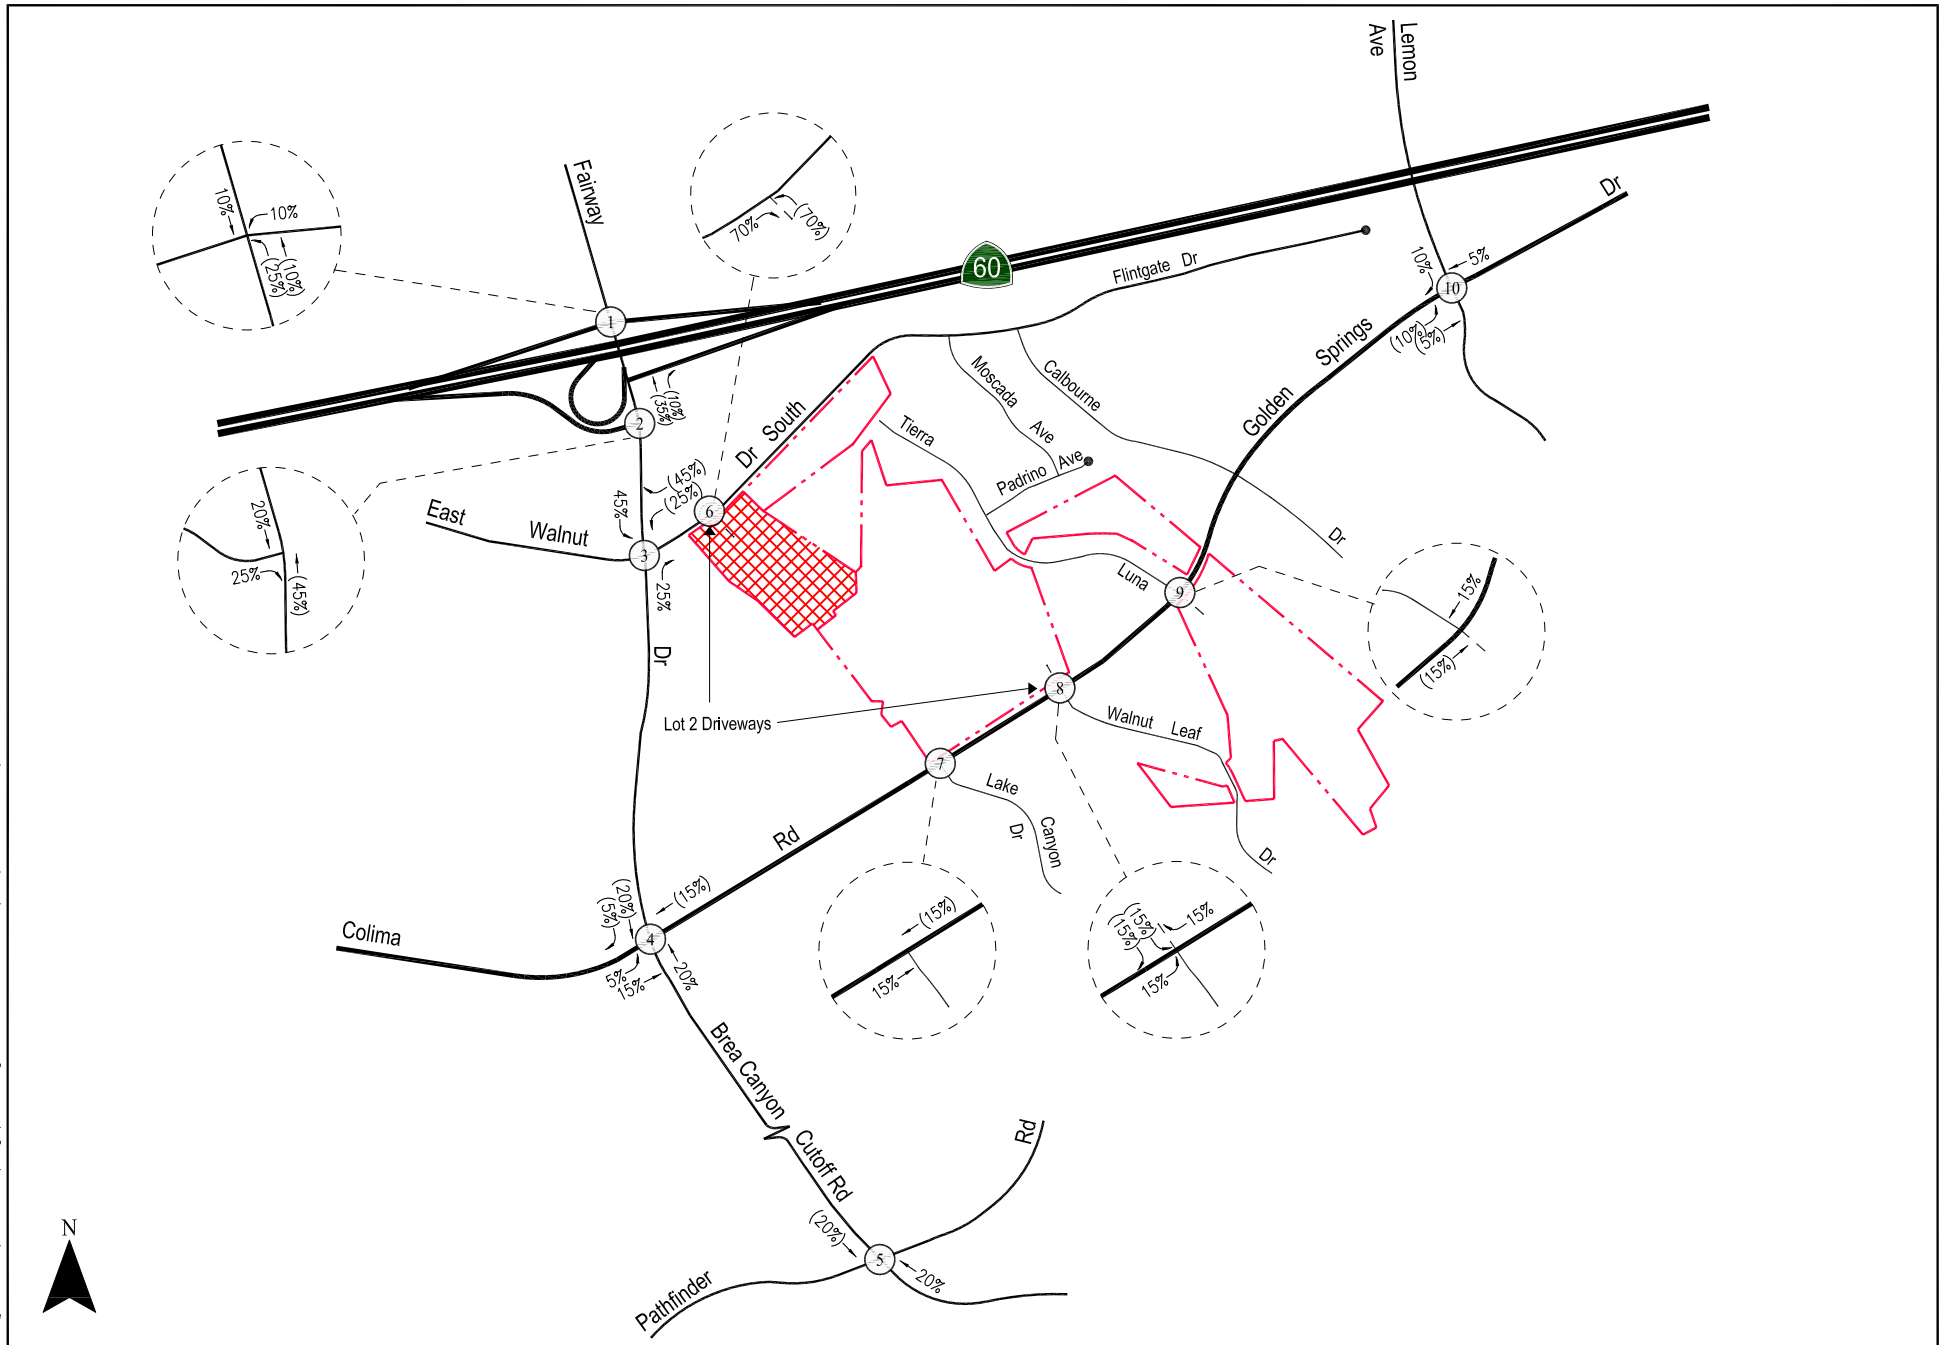 Lemon
Ave
Fairway
10%
10%
(10%)
(25%)
1
70%
(70%)
60
Flintgate Dr
Dr
10%
5%
10
(10%)
(5%)
Golden Springs
Moscada Ave
Calbourne
Dr
Padrino Ave
Tierra
Luna
Dr South
2
(10%)
(35%)
20%
25%
(45%)
East Walnut
45%
(45%)
(25%)
6
3
25%
Dr
9
15%
(15%)
8
Lot 2 Driveways
Walnut Leaf
Dr
7
Lake
Canyon
Dr
Rd
(15%)
15%
(15%)
(15%)
15%
15%
Colima
(20%)
(5%)
(15%)
4
5%
15%
20%
Brea Canyon
Cutoff Rd
Rd
(20%)
5
20%
Pathfinder
N